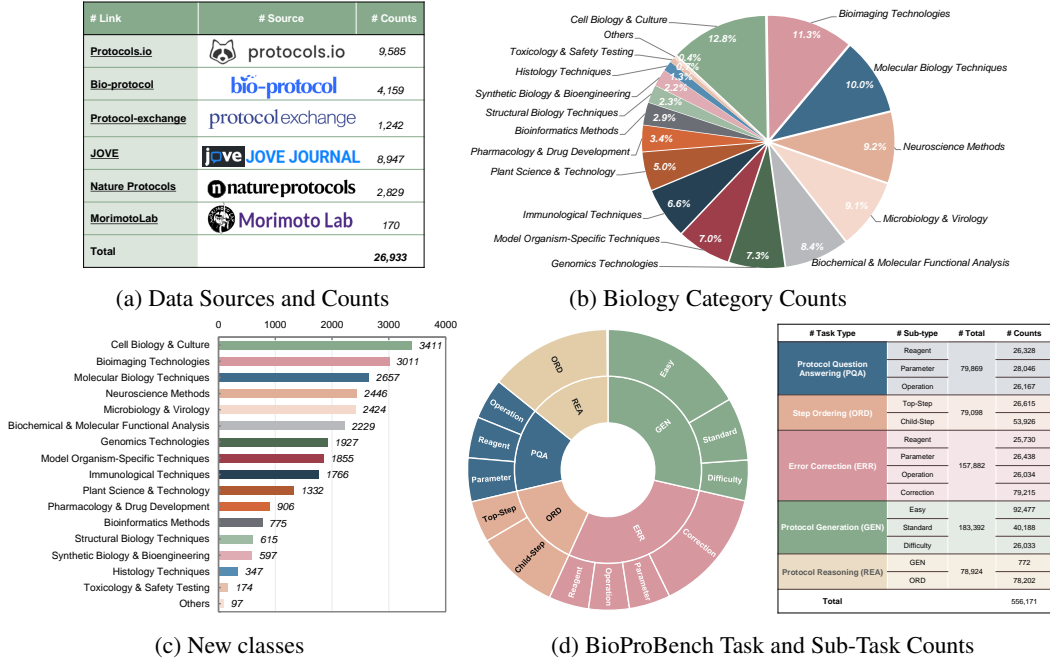 # Link # Source # Counts
Protocols.io protocols.io 9,585
Bio-protocol bio-protocol 4,159
Protocol-exchange protocol exchange 1,242
JOVE jove JOVE JOURNAL 8,947
Nature Protocols n natureprotocols 2,829
MorimotoLab Morimoto Lab 170
Total 26,933
(a) Data Sources and Counts
Cell Biology & Culture 12.8%
Bioimaging Technologies 11.3%
Molecular Biology Techniques 10.0%
Neuroscience Methods 9.2%
Microbiology & Virology 9.1%
Biochemical & Molecular Functional Analysis 8.4%
Genomics Technologies 7.3%
Model Organism-Specific Techniques 7.0%
Immunological Techniques 6.6%
Plant Science & Technology 5.0%
Pharmacology & Drug Development 3.4%
Bioinformatics Methods 2.9%
Structural Biology Techniques 2.3%
Synthetic Biology & Bioengineering 2.2%
Histology Techniques 1.3%
Toxicology & Safety Testing 0.7%
Others 0.4%
(b) Biology Category Counts
0 1000 2000 3000 4000
Cell Biology & Culture 3411
Bioimaging Technologies 3011
Molecular Biology Techniques 2657
Neuroscience Methods 2446
Microbiology & Virology 2424
Biochemical & Molecular Functional Analysis 2229
Genomics Technologies 1927
Model Organism-Specific Techniques 1855
Immunological Techniques 1766
Plant Science & Technology 1332
Pharmacology & Drug Development 906
Bioinformatics Methods 775
Structural Biology Techniques 615
Synthetic Biology & Bioengineering 597
Histology Techniques 347
Toxicology & Safety Testing 174
Others 97
(c) New classes
GEN
Easy
Standard
Difficulty
ERR
Correction
Parameter
Operation
Reagent
ORD
Child-Step
Top-Step
PQA
Parameter
Reagent
Operation
REA
ORD
# Task Type # Sub-type # Total # Counts
Protocol Question Answering (PQA) 79,869
Reagent 26,328
Parameter 28,046
Operation 26,167
Step Ordering (ORD) 79,098
Top-Step 26,615
Child-Step 53,926
Error Correction (ERR) 157,882
Reagent 25,730
Parameter 26,438
Operation 26,034
Correction 79,215
Protocol Generation (GEN) 183,392
Easy 92,477
Standard 40,188
Difficulty 26,033
Protocol Reasoning (REA) 78,924
GEN 772
ORD 78,202
Total 556,171
(d) BioProBench Task and Sub-Task Counts